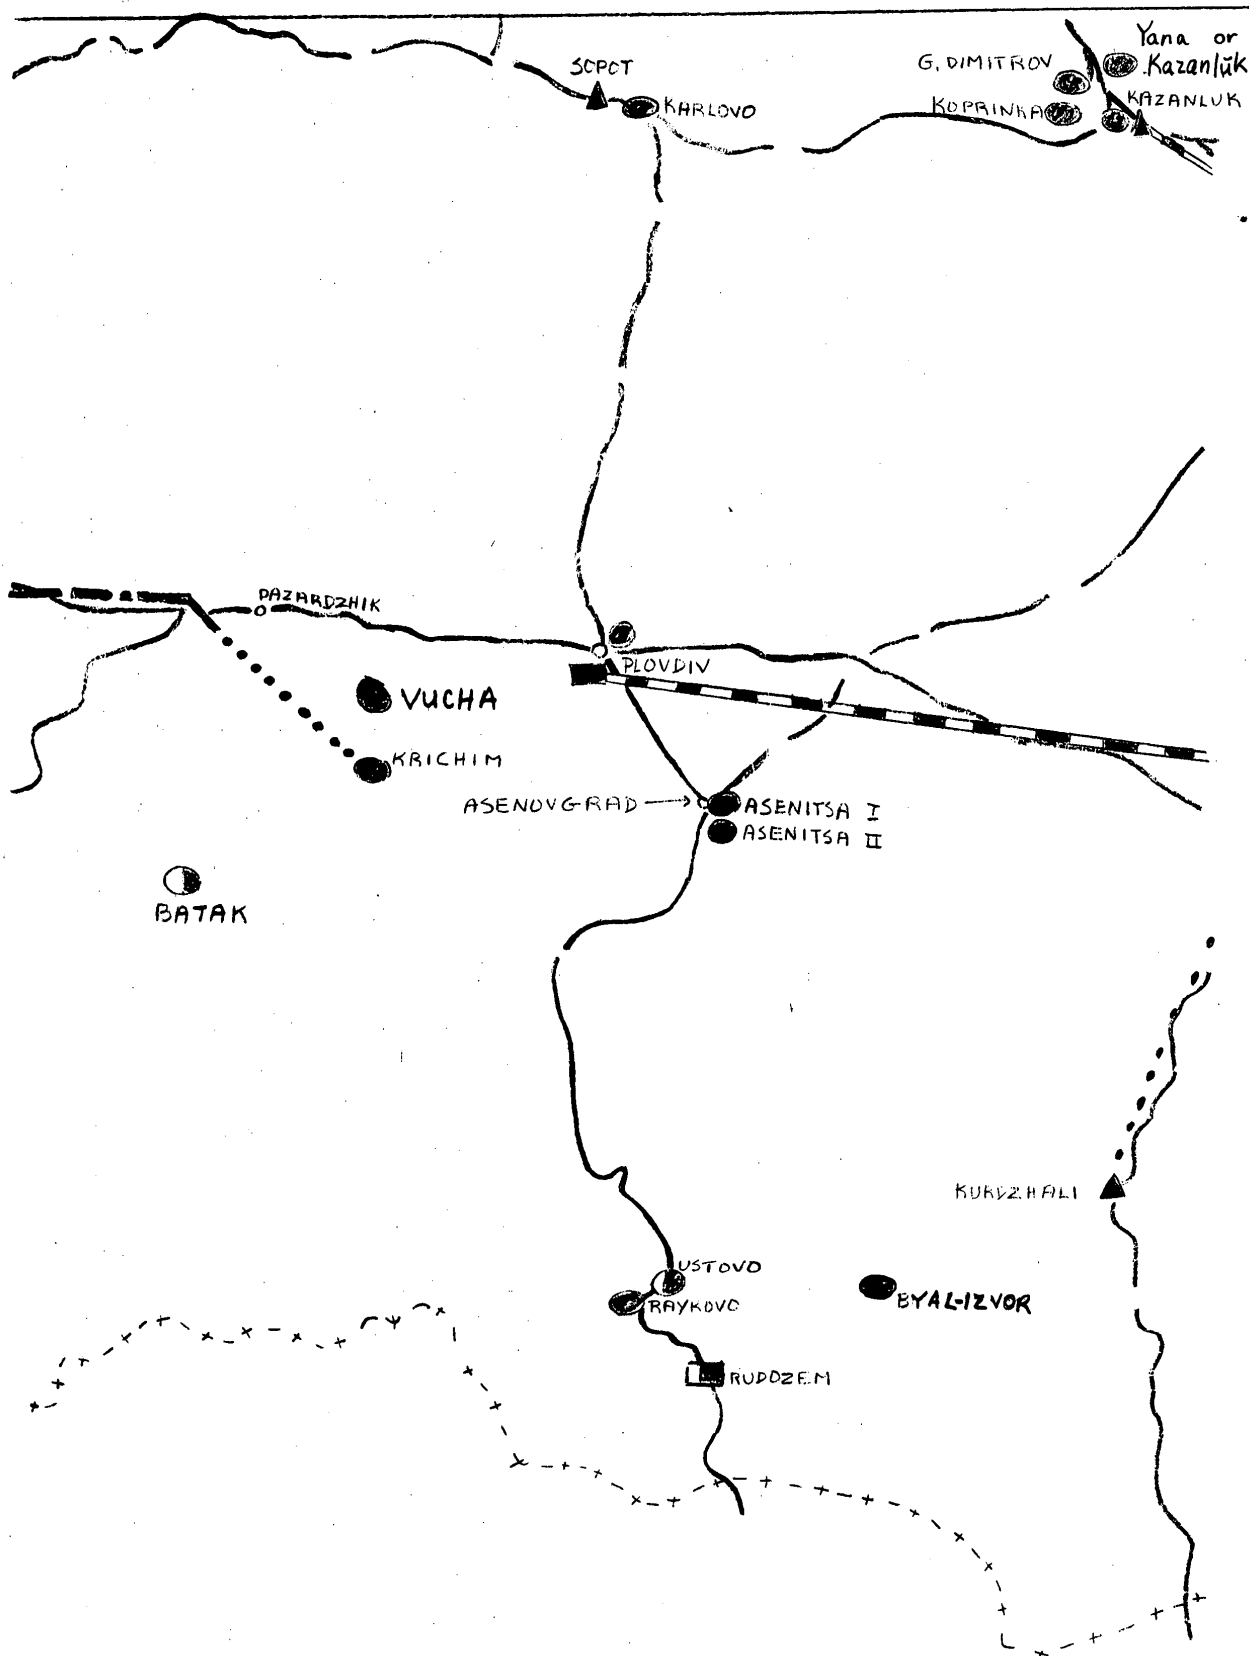 Yana or
Kazanlŭk
G. DIMITROV
SOPOT
KARLOVO
KOPRINKA
KAZANLUK
PAZARDZHIK
PLOVDIV
VUCHA
KRICHIM
ASENOVGRAD
ASENITSA I
ASENITSA II
BATAK
KURDZHALI
USTOVO
RAYKOVO
BYAL-IZVOR
RUDOZEM